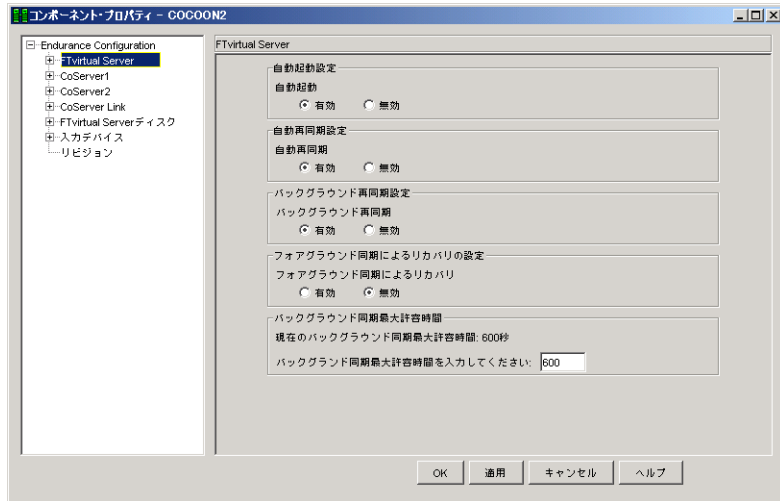 コンポーネント・プロパティ － COCOON2
Endurance Configuration
FTvirtual Server
CoServer1
CoServer2
CoServer Link
FTvirtual Serverディスク
入力デバイス
リビジョン
FTvirtual Server
自動起動設定
自動起動
有効 無効
自動再同期設定
自動再同期
有効 無効
バックグラウンド再同期設定
バックグラウンド再同期
有効 無効
フォアグラウンド同期によるリカバリの設定
フォアグラウンド同期によるリカバリ
有効 無効
バックグラウンド同期最大許容時間
現在のバックグラウンド同期最大許容時間: 600秒
バックグランド同期最大許容時間を入力してください: 600
OK 適用 キャンセル ヘルプ